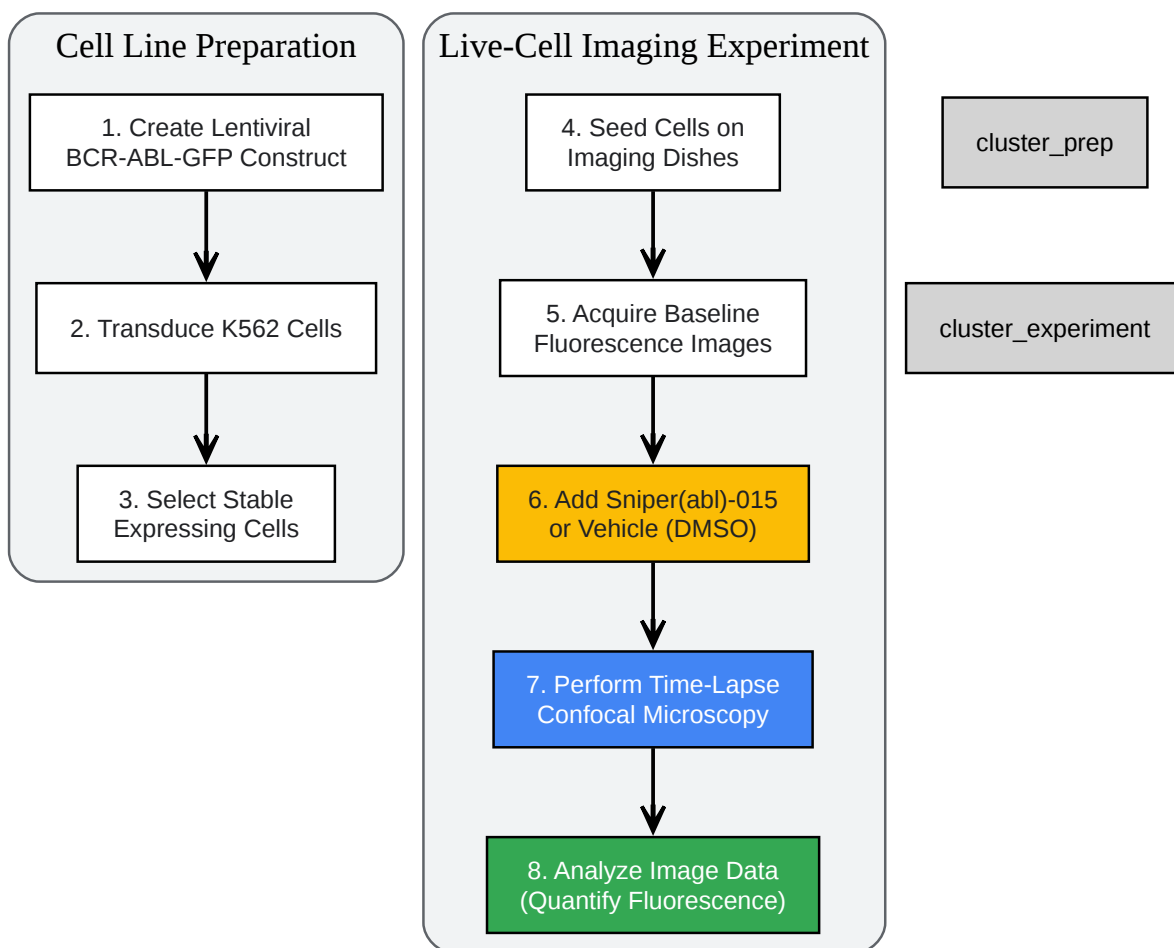 Cell Line Preparation
1. Create Lentiviral
BCR-ABL-GFP Construct
2. Transduce K562 Cells
3. Select Stable
Expressing Cells
Live-Cell Imaging Experiment
4. Seed Cells on
Imaging Dishes
5. Acquire Baseline
Fluorescence Images
6. Add Sniper(abl)-015
or Vehicle (DMSO)
7. Perform Time-Lapse
Confocal Microscopy
8. Analyze Image Data
(Quantify Fluorescence)
cluster_prep
cluster_experiment